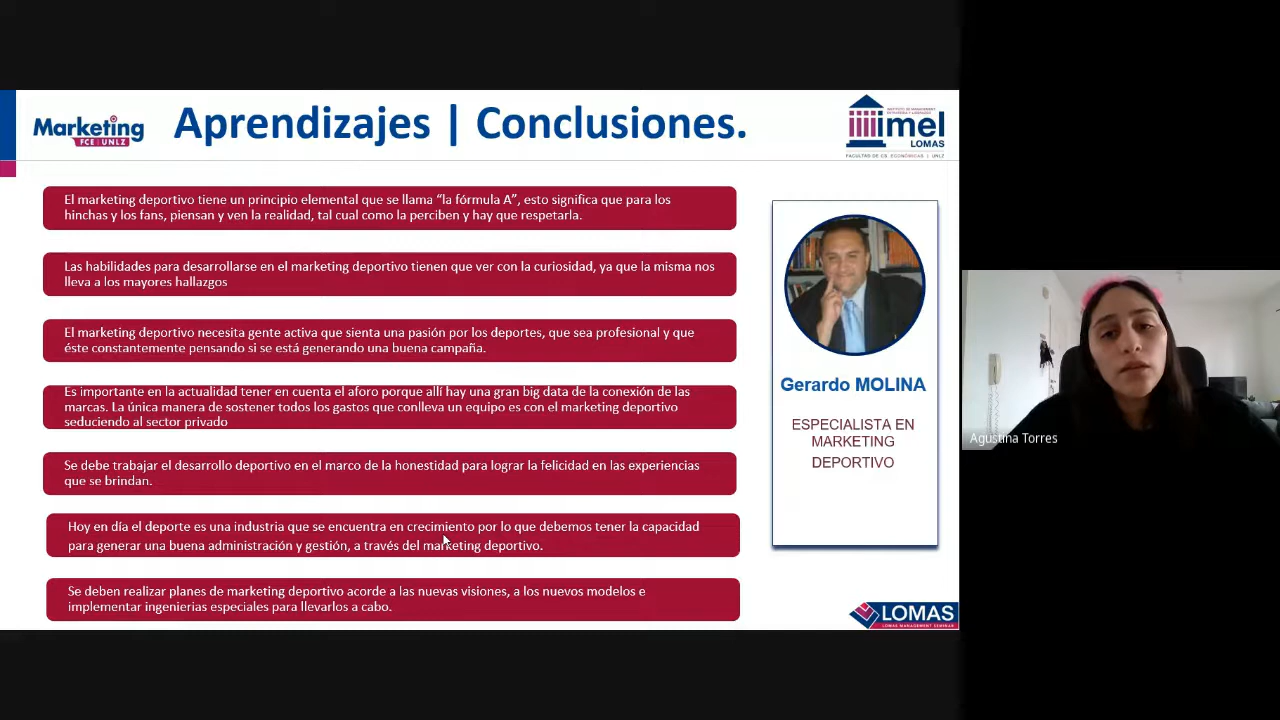 Marketing
FCE | UNLZ
Aprendizajes | Conclusiones.
imel
LOMAS
FACULTAD DE CS. ECONÓMICAS | UNLZ
El marketing deportivo tiene un principio elemental que se llama “la fórmula A”, esto significa que para los
hinchas y los fans, piensan y ven la realidad, tal cual como la perciben y hay que respetarla.
Las habilidades para desarrollarse en el marketing deportivo tienen que ver con la curiosidad, ya que la misma nos
lleva a los mayores hallazgos
El marketing deportivo necesita gente activa que sienta una pasión por los deportes, que sea profesional y que
éste constantemente pensando si se está generando una buena campaña.
Es importante en la actualidad tener en cuenta el aforo porque allí hay una gran big data de la conexión de las
marcas. La única manera de sostener todos los gastos que conlleva un equipo es con el marketing deportivo
seduciendo al sector privado
Se debe trabajar el desarrollo deportivo en el marco de la honestidad para lograr la felicidad en las experiencias
que se brindan.
Hoy en día el deporte es una industria que se encuentra en crecimiento por lo que debemos tener la capacidad
para generar una buena administración y gestión, a través del marketing deportivo.
Se deben realizar planes de marketing deportivo acorde a las nuevas visiones, a los nuevos modelos e
implementar ingenierias especiales para llevarlos a cabo.
Gerardo MOLINA
ESPECIALISTA EN
MARKETING
DEPORTIVO
LOMAS
LOMAS MANAGEMENT SEMINAR
Agustina Torres